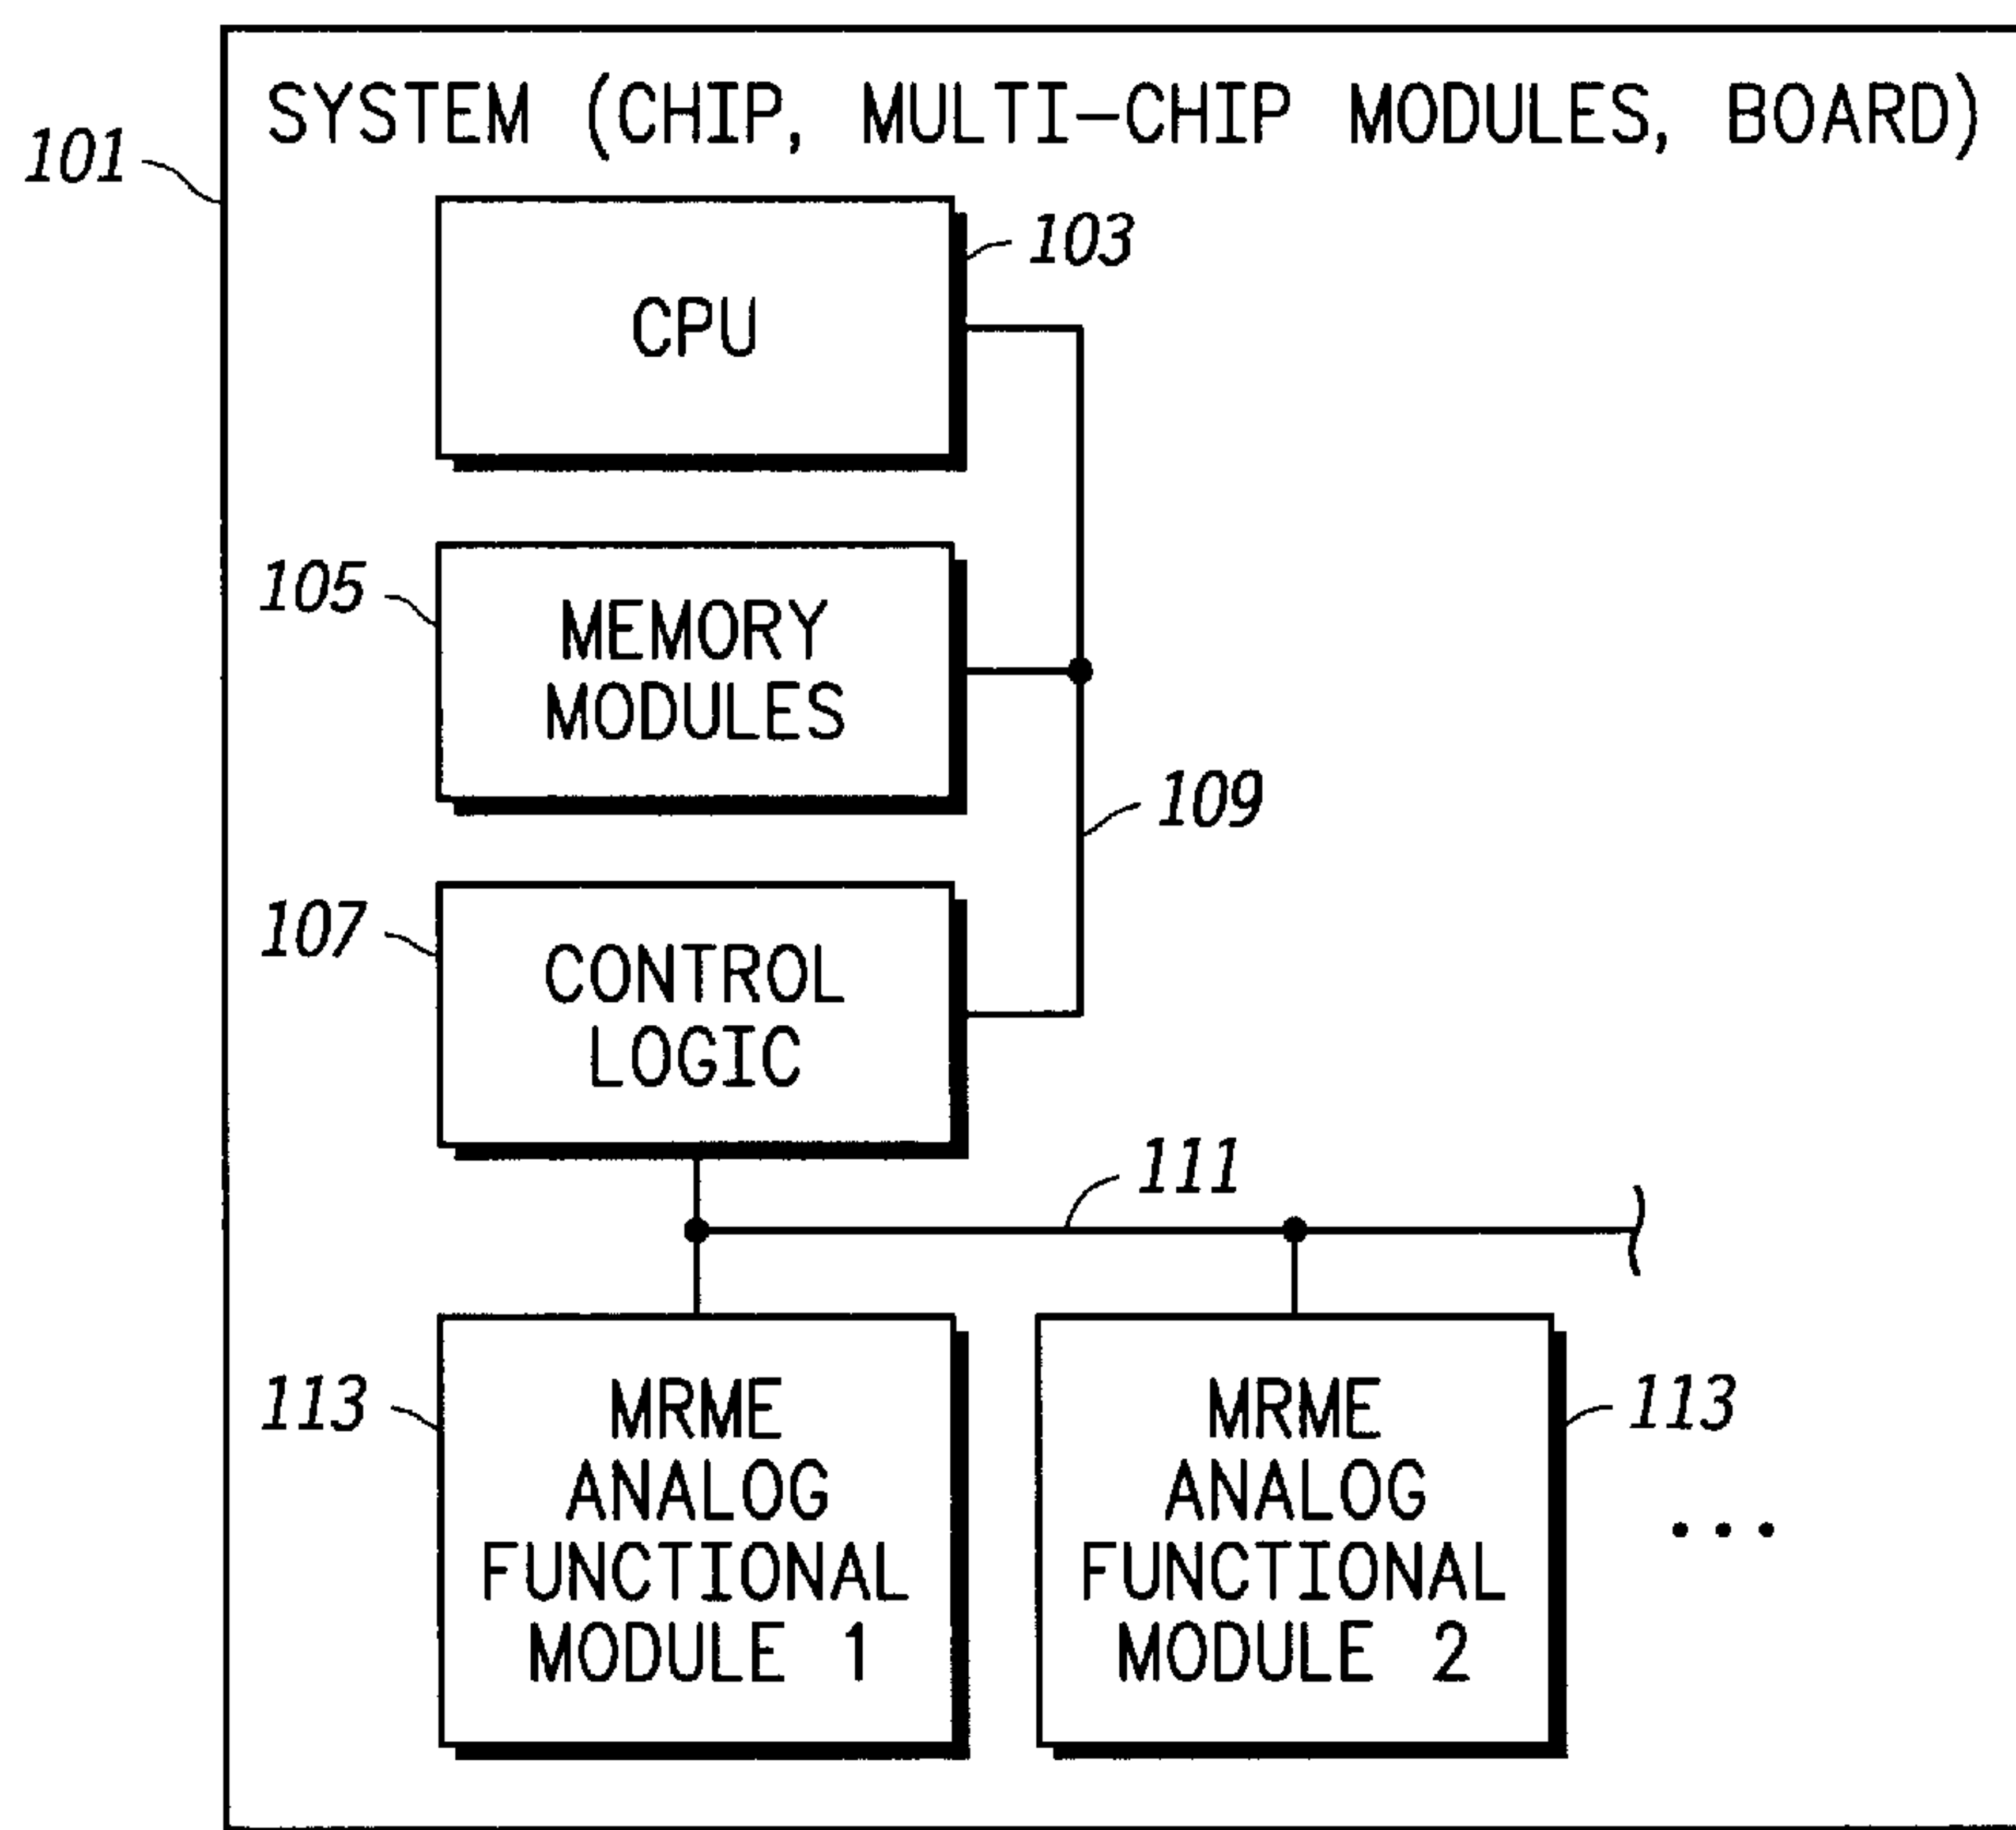 SYSTEM (CHIP, MULTI-CHIP MODULES, BOARD)
101
103
CPU
105
MEMORY
MODULES
109
107
CONTROL
LOGIC
111
113
MRME
ANALOG
FUNCTIONAL
MODULE 1
MRME
ANALOG
FUNCTIONAL
MODULE 2
113
...